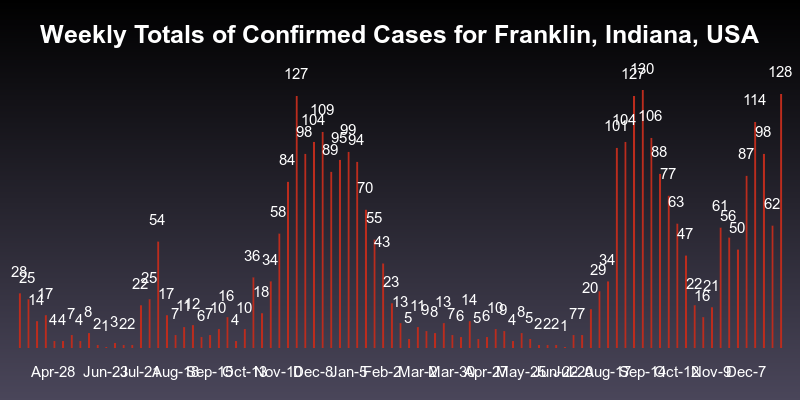 Weekly Totals of Confirmed Cases for Franklin, Indiana, USA
28 25 14 17 4 4 7 4 8 2 1 3 2 2 22 25 54 17 7 11 12 6 7 10 16 4 10 36 18 34 58 84 127 98 104 109 89 95 99 94 70 55 43 23 13 5 11 9 8 13 7 6 14 5 6 10 9 4 8 5 2 2 2 1 7 7 20 29 34 101 104 127 130 106 88 77 63 47 22 16 21 61 56 50 87 114 98 62 128
Apr-28 Jun-23 Jul-21 Aug-18 Sep-15 Oct-13 Nov-10 Dec-8 Jan-5 Feb-2 Mar-2 Mar-30 Apr-27 May-25 Jun-22 Jul-20 Aug-17 Sep-14 Oct-12 Nov-9 Dec-7